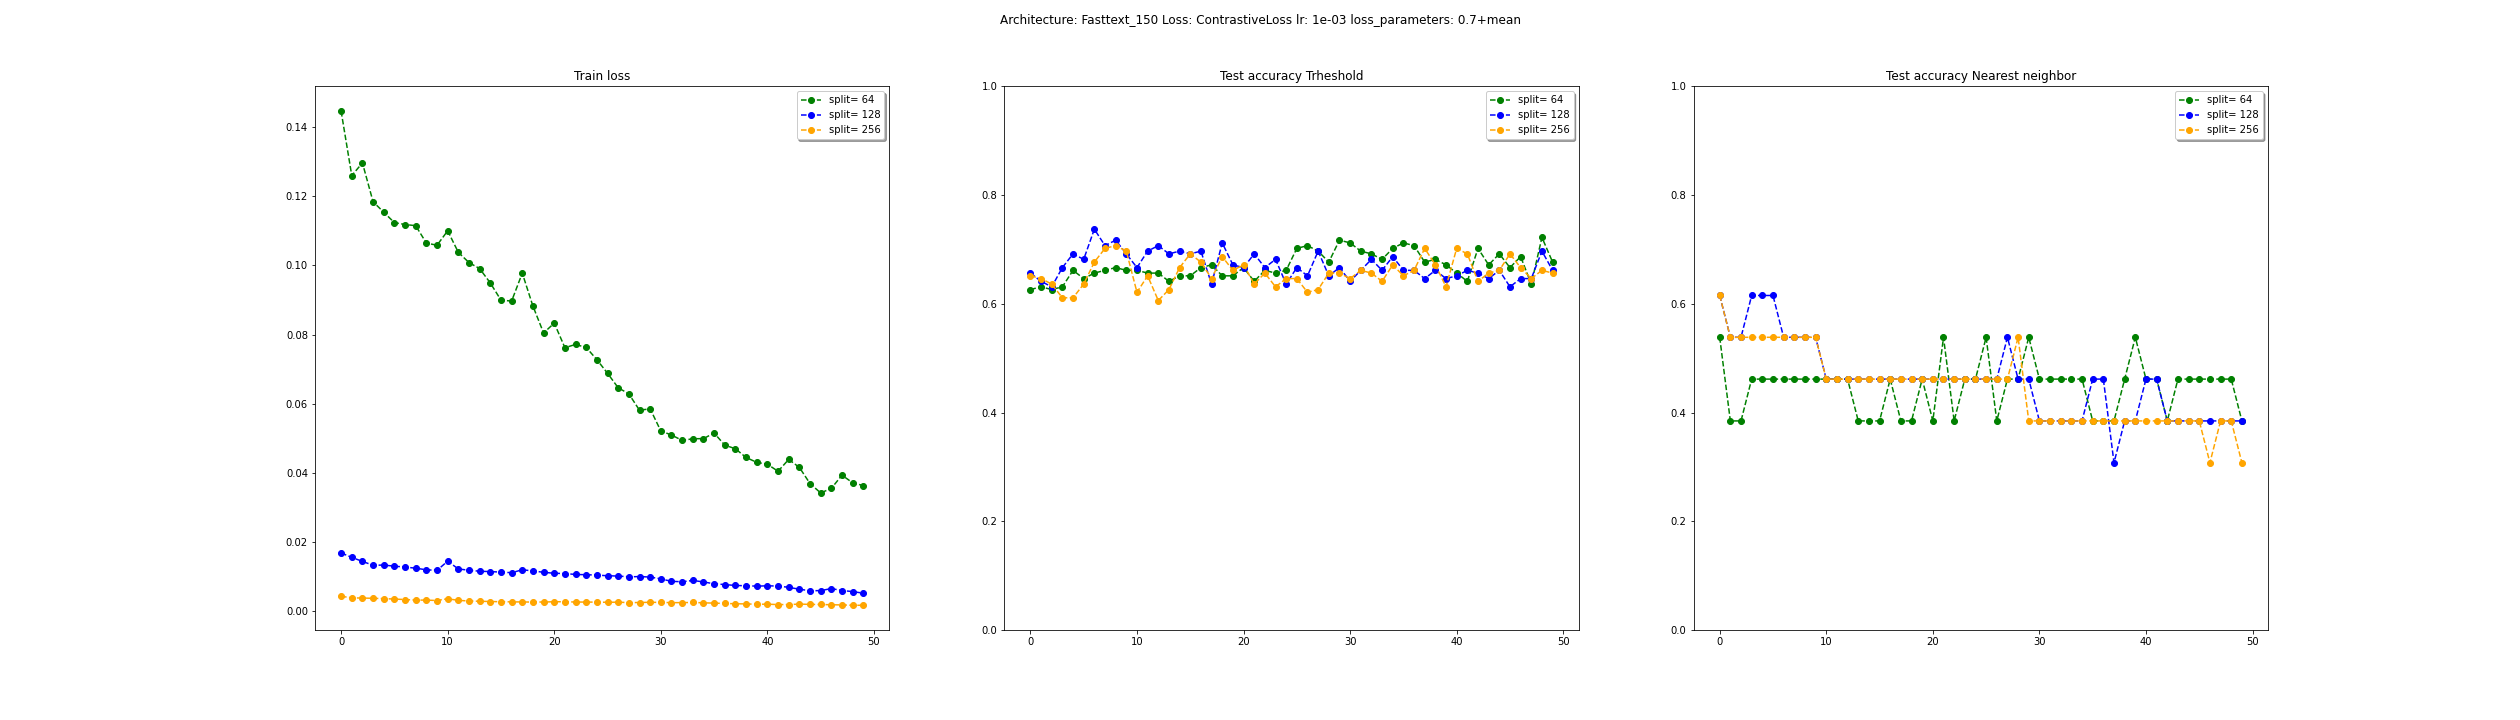 Architecture: Fasttext_150 Loss: ContrastiveLoss lr: 1e-03 loss_parameters: 0.7+mean
Train loss
split= 64
split= 128
split= 256
0.14
0.12
0.10
0.08
0.06
0.04
0.02
0.00
0
10
20
30
40
50
Test accuracy Trheshold
split= 64
split= 128
split= 256
1.0
0.8
0.6
0.4
0.2
0.0
0
10
20
30
40
50
Test accuracy Nearest neighbor
split= 64
split= 128
split= 256
1.0
0.8
0.6
0.4
0.2
0.0
0
10
20
30
40
50